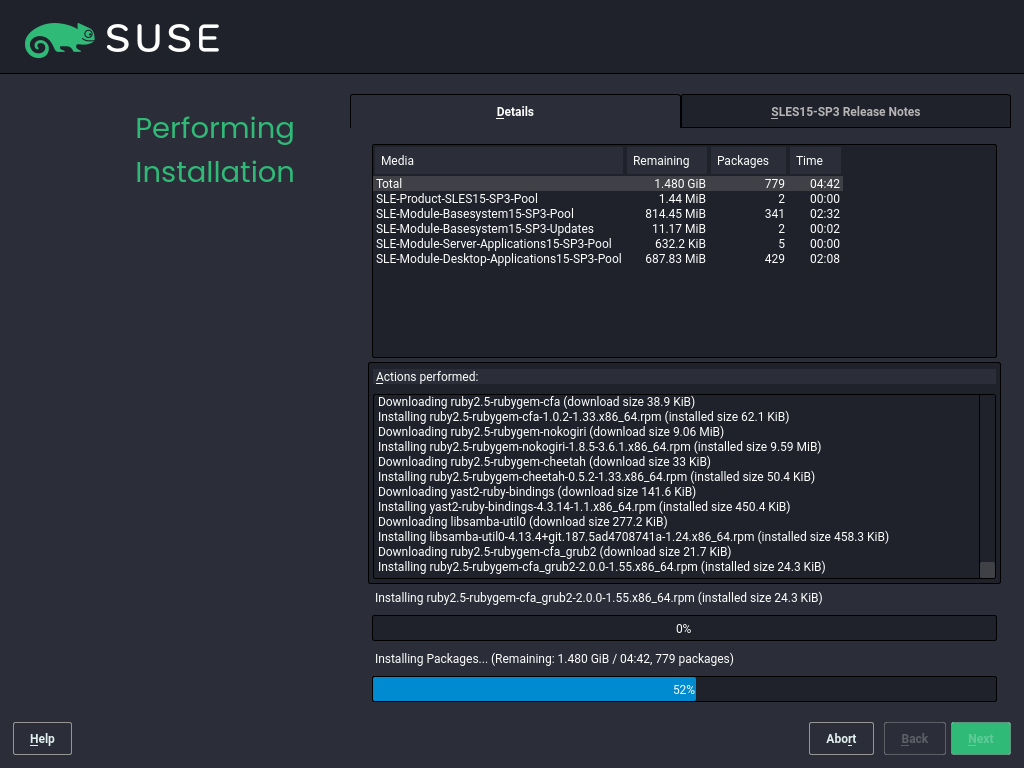 SUSE
Performing
Installation
Details
SLES15-SP3 Release Notes
Media Remaining Packages Time
Total 1.480 GiB 779 04:42
SLE-Product-SLES15-SP3-Pool 1.44 MiB 2 00:00
SLE-Module-Basesystem15-SP3-Pool 814.45 MiB 341 02:32
SLE-Module-Basesystem15-SP3-Updates 11.17 MiB 2 00:02
SLE-Module-Server-Applications15-SP3-Pool 632.2 KiB 5 00:00
SLE-Module-Desktop-Applications15-SP3-Pool 687.83 MiB 429 02:08
Actions performed:
Downloading ruby2.5-rubygem-cfa (download size 38.9 KiB)
Installing ruby2.5-rubygem-cfa-1.0.2-1.33.x86_64.rpm (installed size 62.1 KiB)
Downloading ruby2.5-rubygem-nokogiri (download size 9.06 MiB)
Installing ruby2.5-rubygem-nokogiri-1.8.5-3.6.1.x86_64.rpm (installed size 9.59 MiB)
Downloading ruby2.5-rubygem-cheetah (download size 33 KiB)
Installing ruby2.5-rubygem-cheetah-0.5.2-1.33.x86_64.rpm (installed size 50.4 KiB)
Downloading yast2-ruby-bindings (download size 141.6 KiB)
Installing yast2-ruby-bindings-4.3.14-1.1.x86_64.rpm (installed size 450.4 KiB)
Downloading libsamba-util0 (download size 277.2 KiB)
Installing libsamba-util0-4.13.4+git.187.5ad4708741a-1.24.x86_64.rpm (installed size 458.3 KiB)
Downloading ruby2.5-rubygem-cfa_grub2 (download size 21.7 KiB)
Installing ruby2.5-rubygem-cfa_grub2-2.0.0-1.55.x86_64.rpm (installed size 24.3 KiB)
Installing ruby2.5-rubygem-cfa_grub2-2.0.0-1.55.x86_64.rpm (installed size 24.3 KiB)
0%
Installing Packages... (Remaining: 1.480 GiB / 04:42, 779 packages)
52%
Help Abort Back Next